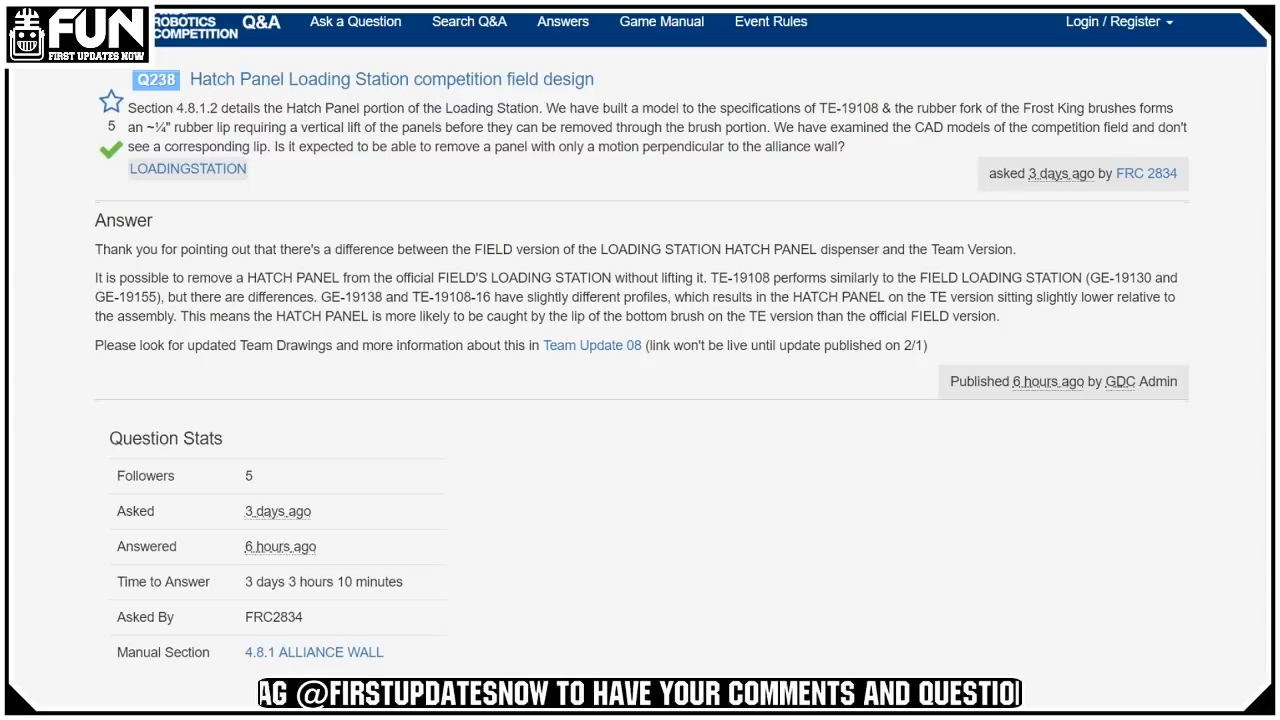 FUN
FIRST UPDATES NOW
ROBOTICS
COMPETITION
Q&A
Ask a Question
Search Q&A
Answers
Game Manual
Event Rules
Login / Register
Q238 Hatch Panel Loading Station competition field design
Section 4.8.1.2 details the Hatch Panel portion of the Loading Station. We have built a model to the specifications of TE-19108 & the rubber fork of the Frost King brushes forms
5 an ~¼" rubber lip requiring a vertical lift of the panels before they can be removed through the brush portion. We have examined the CAD models of the competition field and don't
see a corresponding lip. Is it expected to be able to remove a panel with only a motion perpendicular to the alliance wall?
LOADINGSTATION
asked 3 days ago by FRC 2834
Answer
Thank you for pointing out that there's a difference between the FIELD version of the LOADING STATION HATCH PANEL dispenser and the Team Version.
It is possible to remove a HATCH PANEL from the official FIELD'S LOADING STATION without lifting it. TE-19108 performs similarly to the FIELD LOADING STATION (GE-19130 and
GE-19155), but there are differences. GE-19138 and TE-19108-16 have slightly different profiles, which results in the HATCH PANEL on the TE version sitting slightly lower relative to
the assembly. This means the HATCH PANEL is more likely to be caught by the lip of the bottom brush on the TE version than the official FIELD version.
Please look for updated Team Drawings and more information about this in Team Update 08 (link won't be live until update published on 2/1)
Published 6 hours ago by GDC Admin
Question Stats
Followers 5
Asked 3 days ago
Answered 6 hours ago
Time to Answer 3 days 3 hours 10 minutes
Asked By FRC2834
Manual Section 4.8.1 ALLIANCE WALL
AG @FIRSTUPDATESNOW TO HAVE YOUR COMMENTS AND QUESTIO